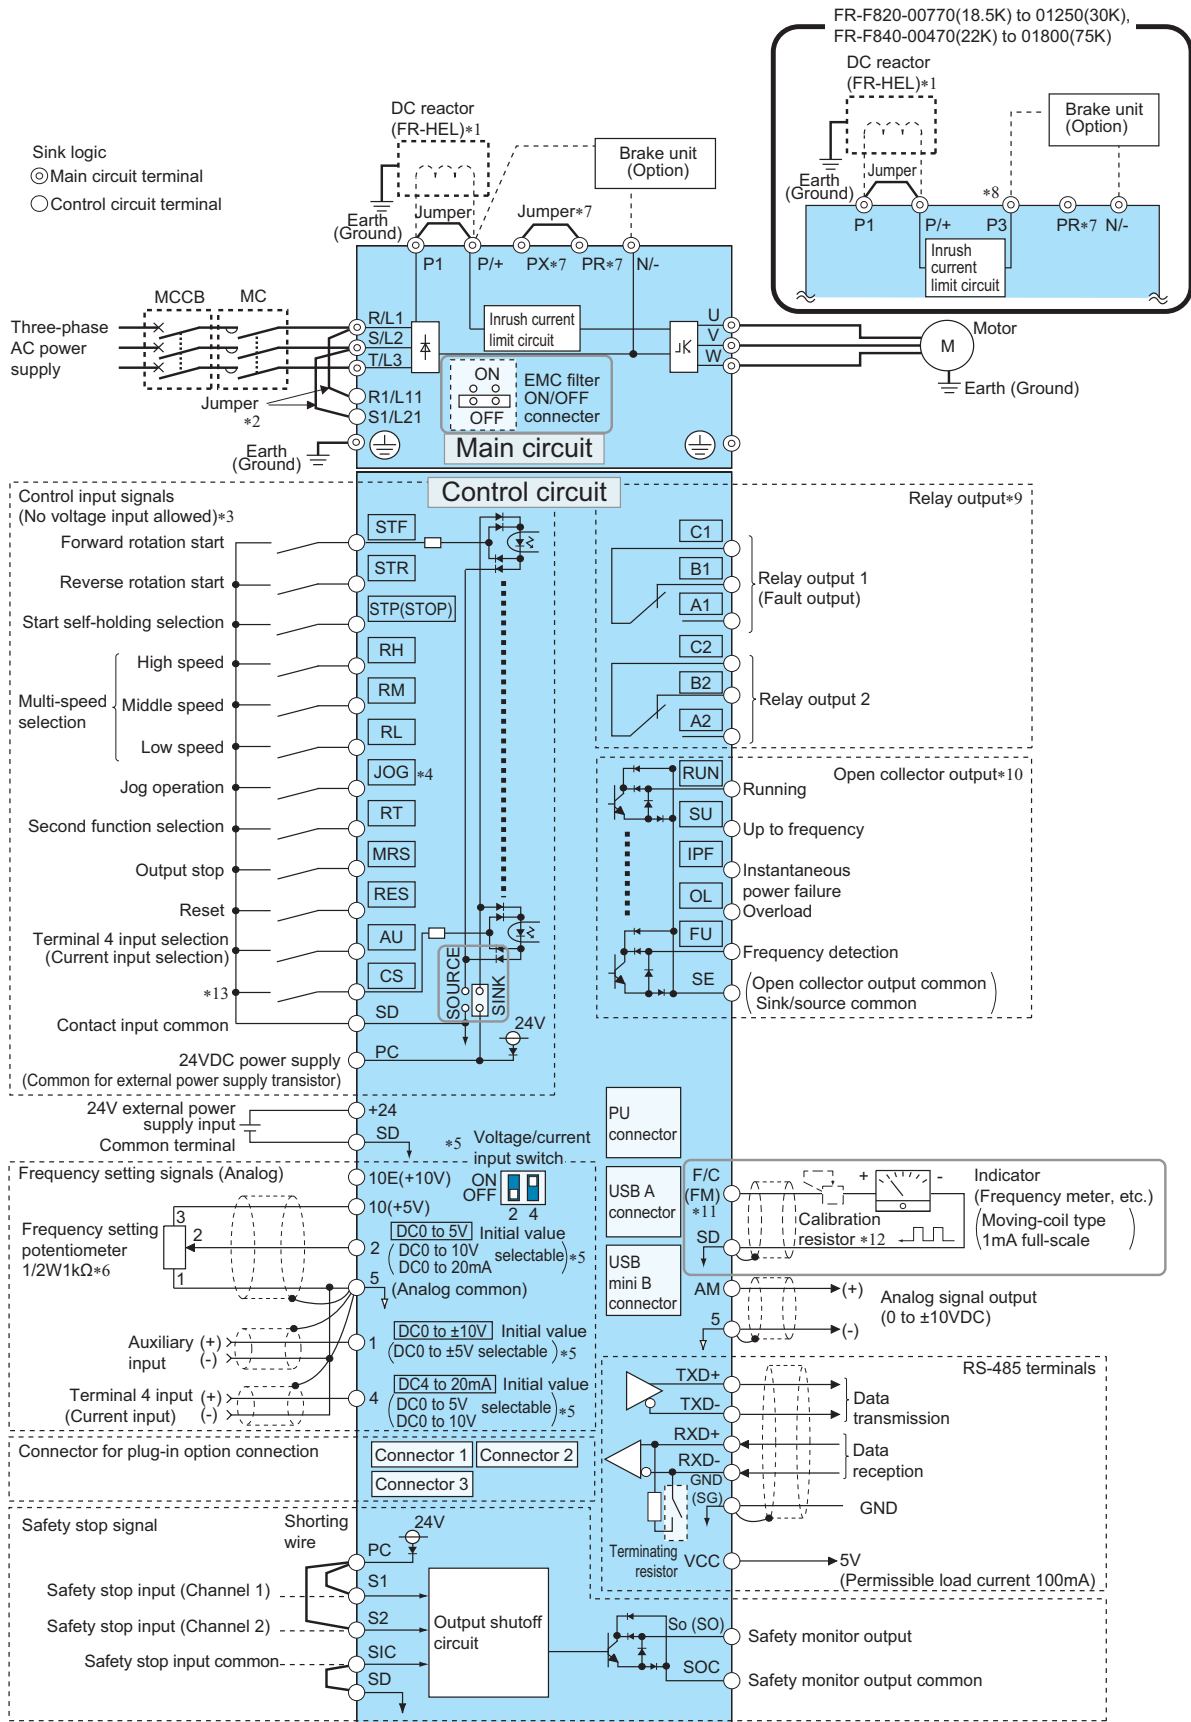 FR-F820-00770(18.5K) to 01250(30K),
FR-F840-00470(22K) to 01800(75K)
DC reactor
(FR-HEL)*1
Brake unit
(Option)
Earth
(Ground)
Jumper
*8
P1
P/+
P3
PR*7
N/-
Inrush
current
limit circuit
Sink logic
Main circuit terminal
Control circuit terminal
DC reactor
(FR-HEL)*1
Brake unit
(Option)
Earth
(Ground)
Jumper
Jumper*7
P1
P/+
PX*7
PR*7
N/-
MCCB
MC
Three-phase
AC power
supply
R/L1
S/L2
T/L3
R1/L11
S1/L21
Jumper
*2
Earth
(Ground)
Inrush current
limit circuit
ON
OFF
EMC filter
ON/OFF
connecter
U
V
W
Motor
M
Earth (Ground)
Main circuit
Control circuit
Control input signals
(No voltage input allowed)*3
Forward rotation start
STF
Reverse rotation start
STR
Start self-holding selection
STP(STOP)
Multi-speed
selection
High speed
RH
Middle speed
RM
Low speed
RL
Jog operation
JOG
*4
Second function selection
RT
Output stop
MRS
Reset
RES
Terminal 4 input selection
(Current input selection)
AU
*13
CS
Contact input common
SD
SOURCE
SINK
24V
24VDC power supply
(Common for external power supply transistor)
PC
Relay output*9
C1
B1
A1
Relay output 1
(Fault output)
C2
B2
A2
Relay output 2
Open collector output*10
RUN
Running
SU
Up to frequency
IPF
Instantaneous
power failure
OL
Overload
FU
Frequency detection
SE
Open collector output common
Sink/source common
24V external power
supply input
+24
Common terminal
SD
Frequency setting signals (Analog)
*5
Voltage/current
input switch
ON
OFF
2 4
10E(+10V)
10(+5V)
Frequency setting
potentiometer
1/2W1kΩ*6
3
2
1
2
DC0 to 5V
Initial value
DC0 to 10V
DC0 to 20mA
selectable
*5
5
(Analog common)
Auxiliary
input
(+)
(-)
1
DC0 to ±10V
Initial value
DC0 to ±5V selectable
*5
Terminal 4 input
(Current input)
(+)
(-)
4
DC4 to 20mA
Initial value
DC0 to 5V
DC0 to 10V
selectable
*5
PU
connector
USB A
connector
USB
mini B
connector
F/C
(FM)
*11
SD
+
-
Calibration
resistor *12
Indicator
(Frequency meter, etc.)
Moving-coil type
1mA full-scale
AM
(+)
5
(-)
Analog signal output
(0 to ±10VDC)
RS-485 terminals
TXD+
TXD-
Data
transmission
RXD+
RXD-
Data
reception
GND
(SG)
GND
Terminating
resistor
VCC
5V
(Permissible load current 100mA)
Connector for plug-in option connection
Connector 1
Connector 2
Connector 3
Safety stop signal
Shorting
wire
24V
PC
Safety stop input (Channel 1)
S1
Safety stop input (Channel 2)
S2
Safety stop input common
SIC
SD
Output shutoff
circuit
So (SO)
Safety monitor output
SOC
Safety monitor output common